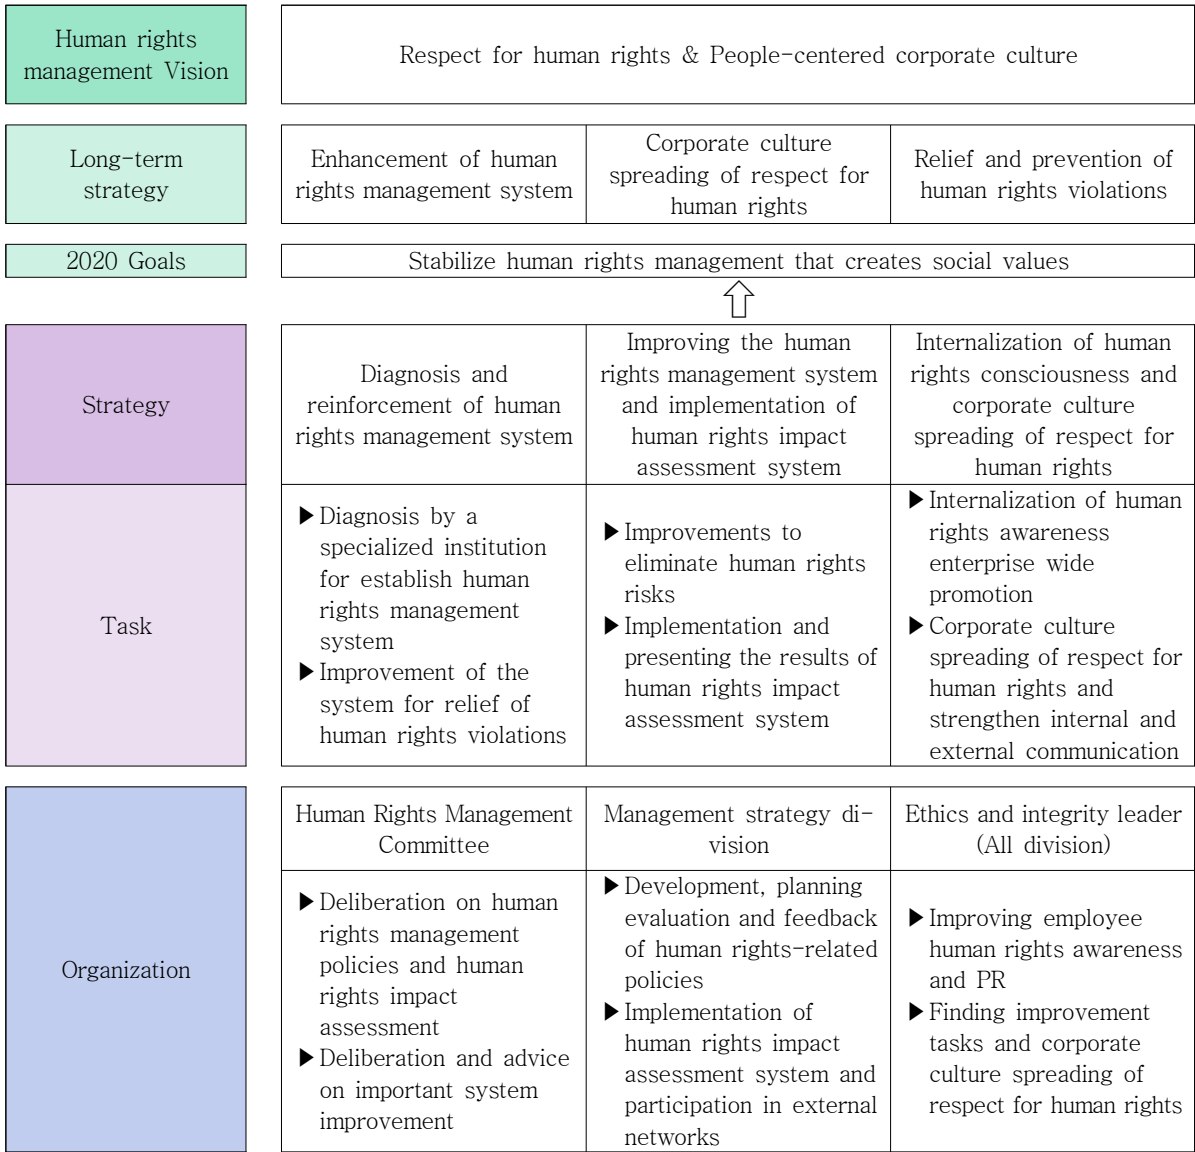 Human rights
management Vision
Respect for human rights & People-centered corporate culture
Long-term
strategy
Enhancement of human
rights management system
Corporate culture
spreading of respect for
human rights
Relief and prevention of
human rights violations
2020 Goals
Stabilize human rights management that creates social values
Strategy
Diagnosis and
reinforcement of human
rights management system
Improving the human
rights management system
and implementation of
human rights impact
assessment system
Internalization of human
rights consciousness and
corporate culture
spreading of respect for
human rights
Task
▶Diagnosis by a
specialized institution
for establish human
rights management
system
▶Improvement of the
system for relief of
human rights violations
▶Improvements to
eliminate human rights
risks
▶Implementation and
presenting the results of
human rights impact
assessment system
▶Internalization of human
rights awareness
enterprise wide
promotion
▶Corporate culture
spreading of respect for
human rights and
strengthen internal and
external communication
Organization
Human Rights Management
Committee
Management strategy di-
vision
Ethics and integrity leader
(All division)
▶Deliberation on human
rights management
policies and human
rights impact
assessment
▶Deliberation and advice
on important system
improvement
▶Development, planning
evaluation and feedback
of human rights-related
policies
▶Implementation of
human rights impact
assessment system and
participation in external
networks
▶Improving employee
human rights awareness
and PR
▶Finding improvement
tasks and corporate
culture spreading of
respect for human rights